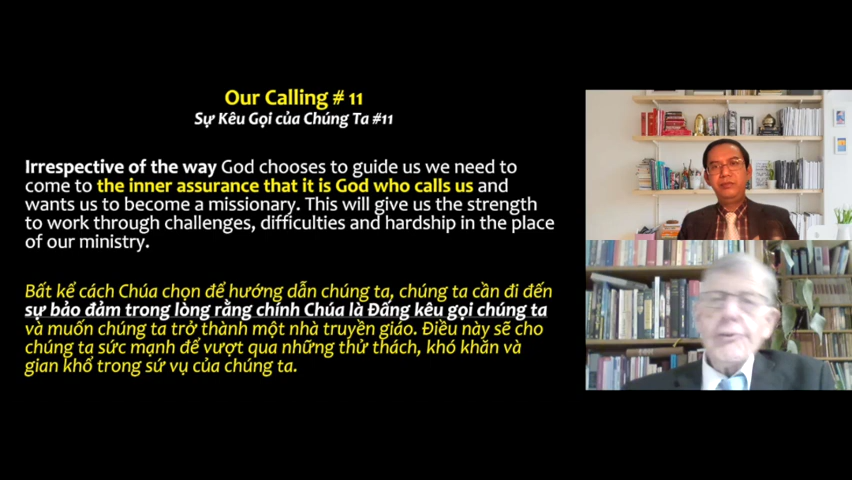 Our Calling # 11
Sự Kêu Gọi của Chúng Ta #11
Irrespective of the way God chooses to guide us we need to
come to the inner assurance that it is God who calls us and
wants us to become a missionary. This will give us the strength
to work through challenges, difficulties and hardship in the place
of our ministry.
Bất kể cách Chúa chọn để hướng dẫn chúng ta, chúng ta cần đi đến
sự bảo đảm trong lòng rằng chính Chúa là Đấng kêu gọi chúng ta
và muốn chúng ta trở thành một nhà truyền giáo. Điều này sẽ cho
chúng ta sức mạnh để vượt qua những thử thách, khó khăn và
gian khổ trong sứ vụ của chúng ta.